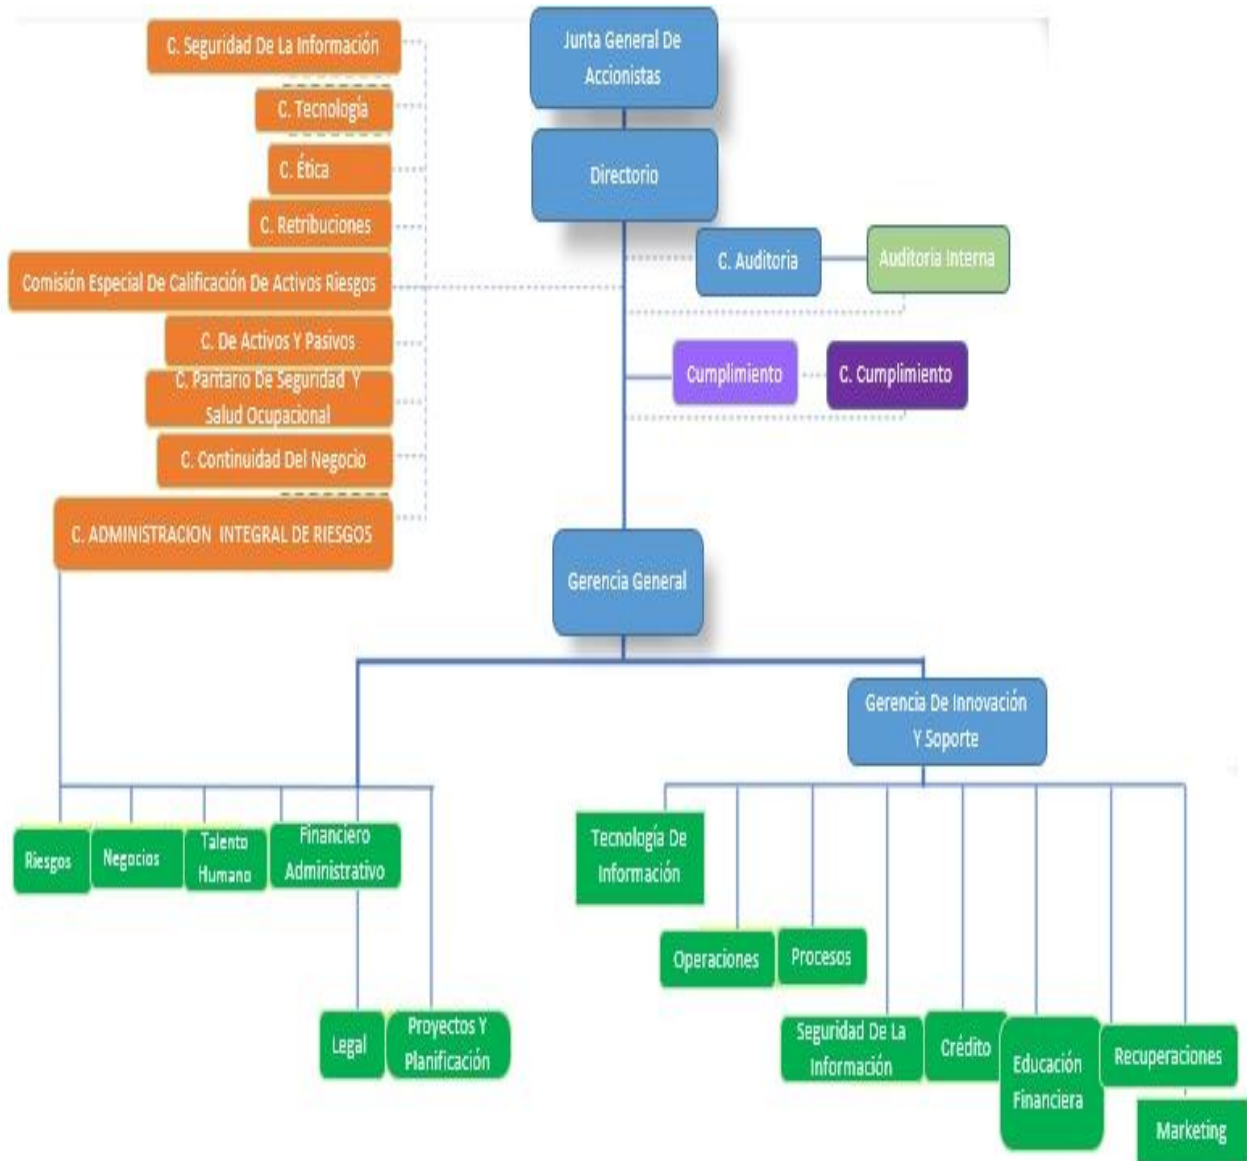 C. Seguridad De La Información
Junta General De
Accionistas
C. Tecnología
C. Ética
Directorio
C. Retribuciones
C. Auditoria
Auditoria Interna
Comisión Especial De Calificación De Activos Riesgos
C. De Activos Y Pasivos
Cumplimiento
C. Cumplimiento
C. Paritario De Seguridad Y
Salud Ocupacional
C. Continuidad Del Negocio
C. ADMINISTRACION INTEGRAL DE RIESGOS
Gerencia General
Gerencia De Innovación
Y Soporte
Riesgos
Negocios
Talento
Humano
Financiero
Administrativo
Tecnología De
Información
Operaciones
Procesos
Legal
Proyectos Y
Planificación
Seguridad De La
Información
Crédito
Educación
Financiera
Recuperaciones
Marketing